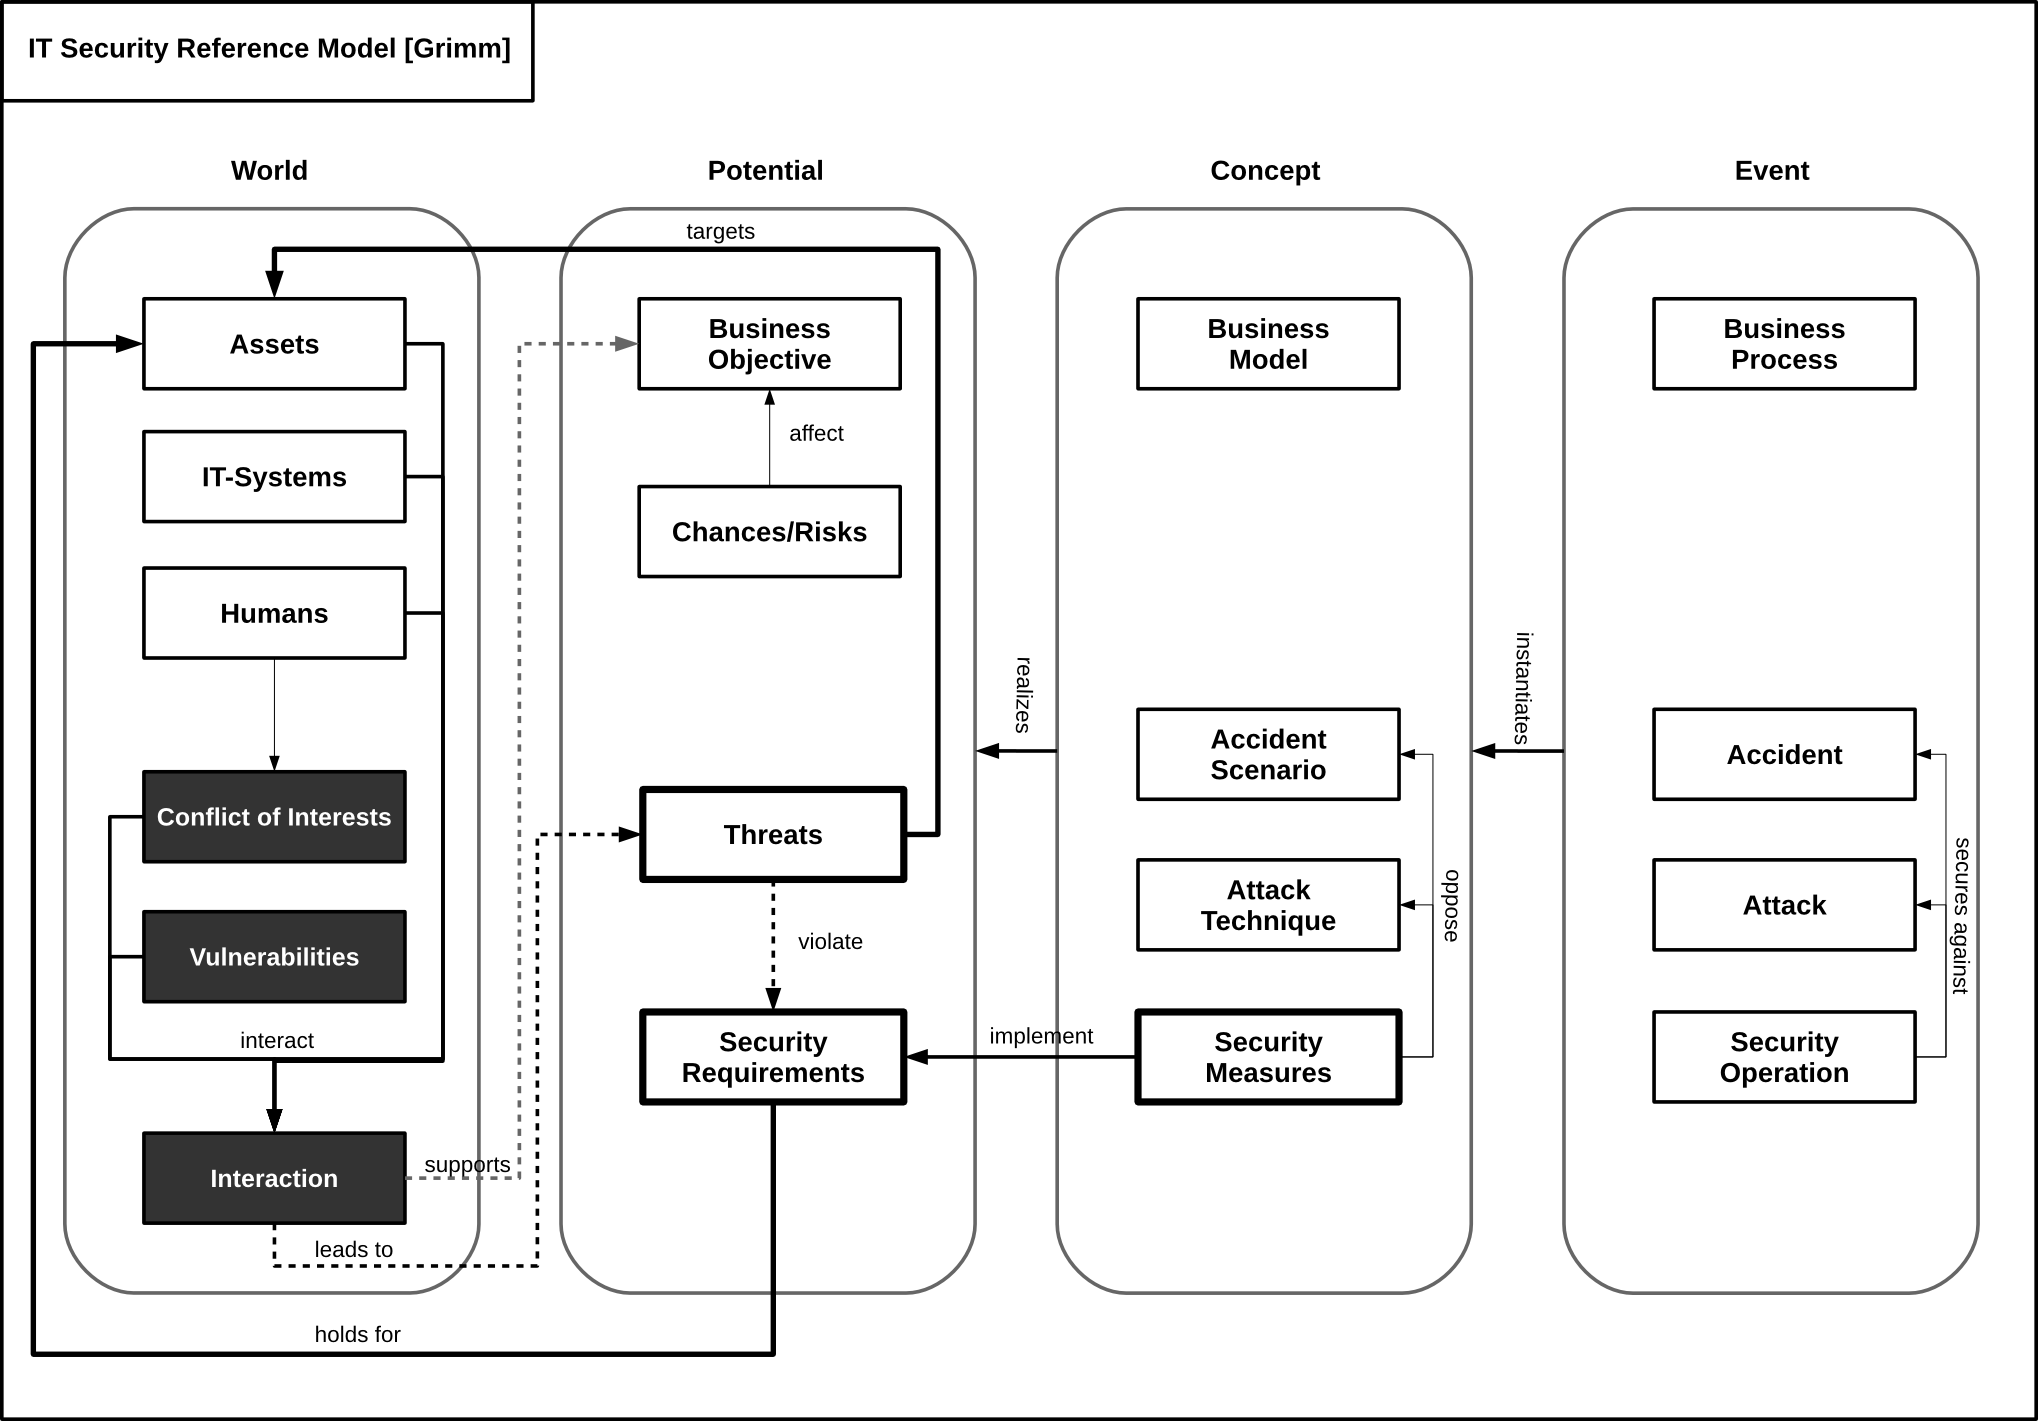 IT Security Reference Model [Grimm]
World
Potential
Concept
Event
targets
Assets
IT-Systems
Humans
Conflict of Interests
Vulnerabilities
interact
Interaction
supports
leads to
holds for
Business
Objective
affect
Chances/Risks
Threats
violate
Security
Requirements
realizes
implement
Business
Model
Accident
Scenario
Attack
Technique
Security
Measures
oppose
instantiates
Business
Process
Accident
Attack
Security
Operation
secures against